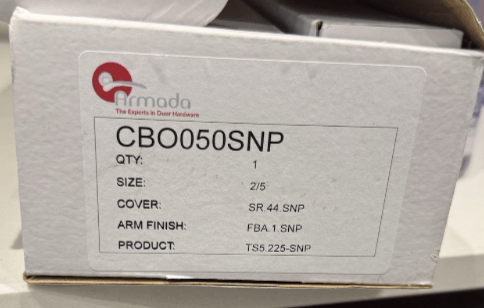 Armada
The Experts in Door Hardware
CBO050SNP
QTY: 1
SIZE: 2/5
COVER: SR.44.SNP
ARM FINISH: FBA.1.SNP
PRODUCT: TS5.225-SNP